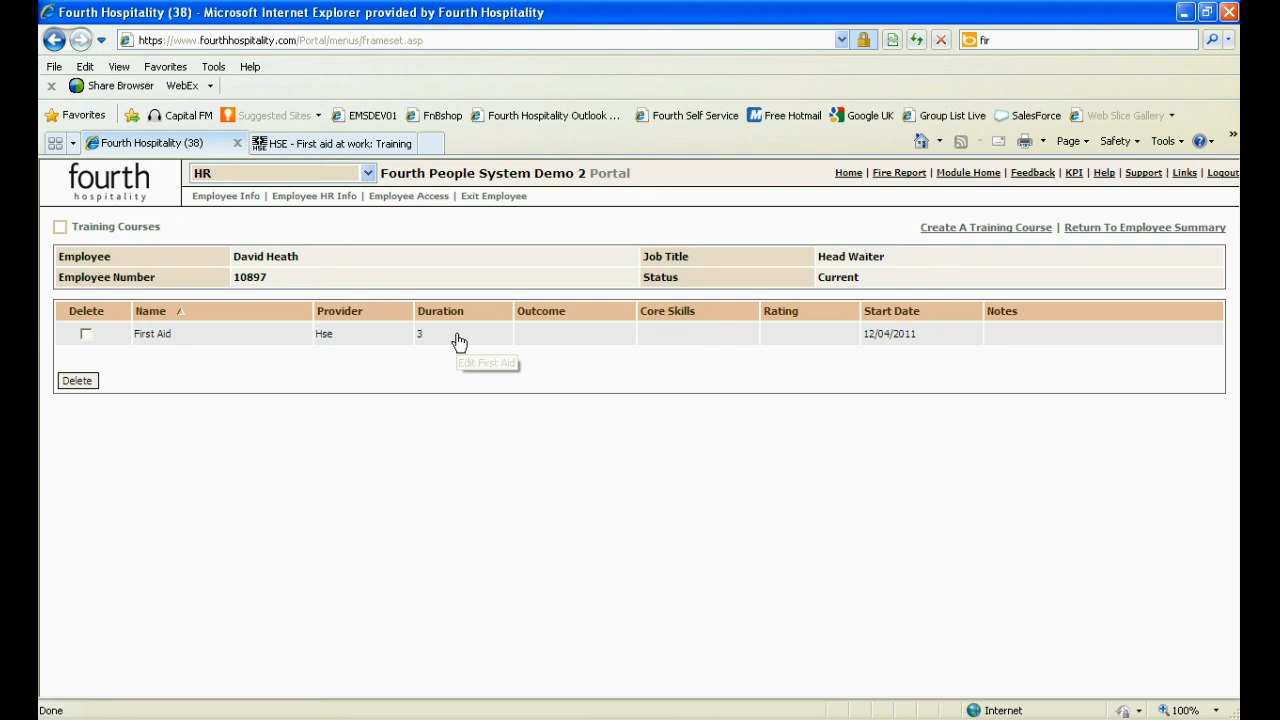 Fourth Hospitality (38) - Microsoft Internet Explorer provided by Fourth Hospitality
https://www.fourthhospitality.com/Portal/menus/frameset.asp
fir
File Edit View Favorites Tools Help
x Share Browser WebEx
Favorites Capital FM Suggested Sites EMSDEV01 FnBshop Fourth Hospitality Outlook ... Fourth Self Service Free Hotmail Google UK Group List Live SalesForce Web Slice Gallery
Fourth Hospitality (38) x HSE - First aid at work: Training Page Safety Tools
fourth
hospitality
HR Fourth People System Demo 2 Portal Home | Fire Report | Module Home | Feedback | KPI | Help | Support | Links | Logout
Employee Info | Employee HR Info | Employee Access | Exit Employee
Training Courses Create A Training Course | Return To Employee Summary
Employee David Heath Job Title Head Waiter
Employee Number 10897 Status Current
Delete Name Provider Duration Outcome Core Skills Rating Start Date Notes
First Aid Hse 3 12/04/2011
Edit First Aid
Delete
Done Internet 100%